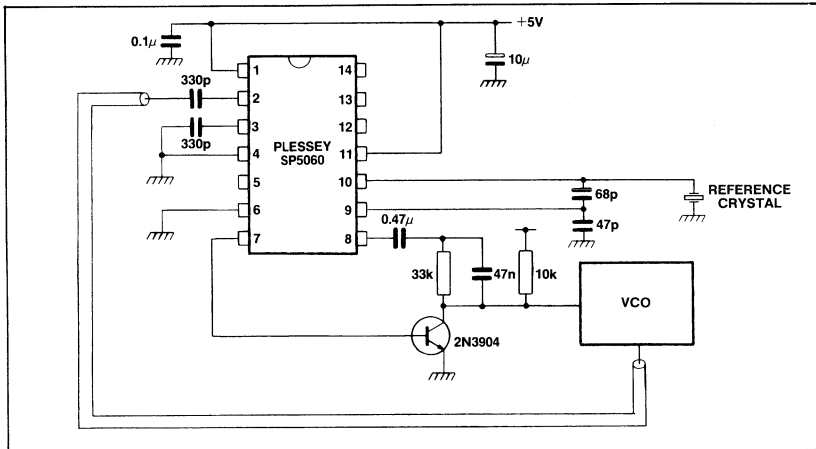 +5V
0.1μ
10μ
330p
1
14
2
13
3
12
330p
PLESSEY
SP5060
4
11
5
10
68p
REFERENCE
CRYSTAL
6
9
47p
0.47μ
7
8
33k
47n
10k
VCO
2N3904